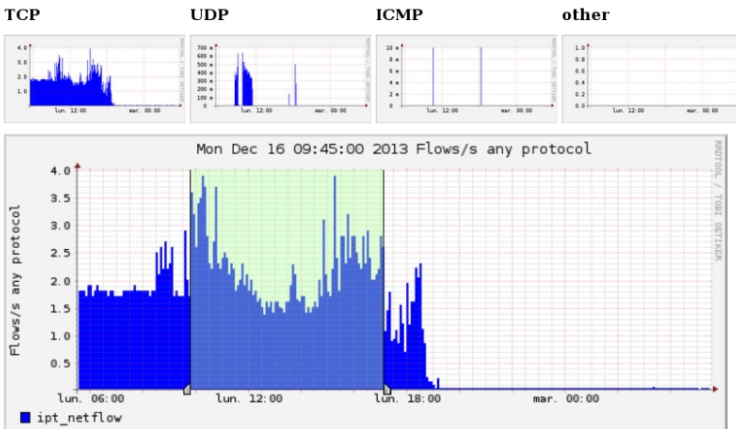 TCP UDP ICMP other
4.0
3.0
2.0
1.0
lun. 12:00 mar. 00:00
700 m
600 m
500 m
400 m
300 m
200 m
100 m
0
lun. 12:00 mar. 00:00
10 m
8 m
6 m
4 m
2 m
0
lun. 12:00 mar. 00:00
1.0
0.8
0.6
0.4
0.2
0.0
lun. 12:00 mar. 00:00
Mon Dec 16 09:45:00 2013 Flows/s any protocol
RRDTOOL / TOBI OETIKER
Flows/s any protocol
4.0
3.5
3.0
2.5
2.0
1.5
1.0
0.5
lun. 06:00 lun. 12:00 lun. 18:00 mar. 00:00
ipt_netflow